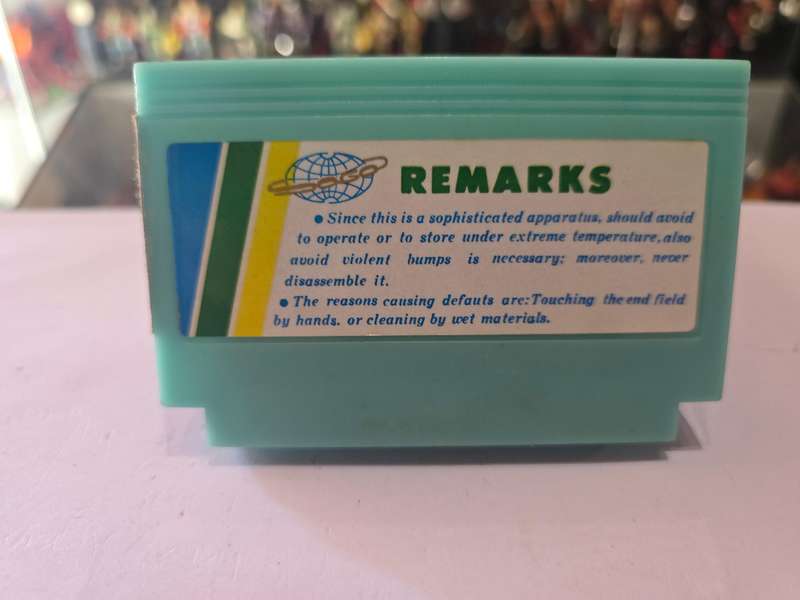 REMARKS
● Since this is a sophisticated apparatus, should avoid
to operate or to store under extreme temperature, also
avoid violent bumps is necessary; moreover, never
disassemble it.
● The reasons causing defauts are: Touching the end field
by hands. or cleaning by wet materials.